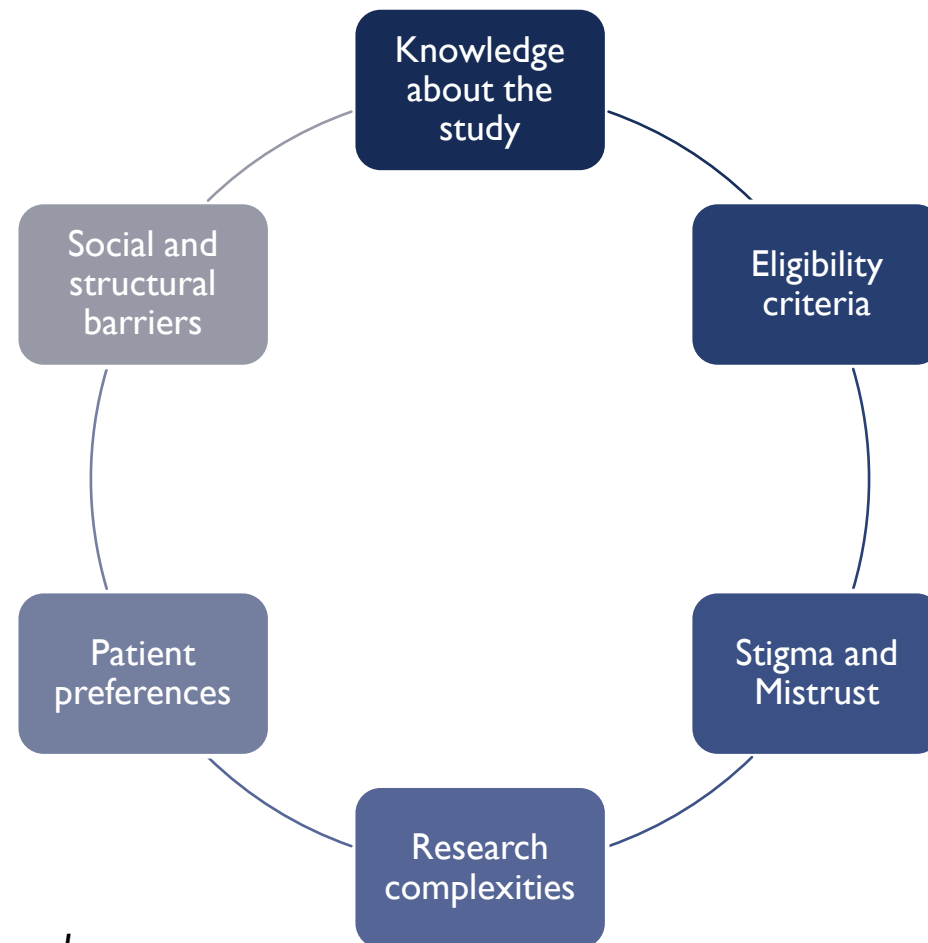 Knowledge
about the
study
Eligibility
criteria
Stigma and
Mistrust
Research
complexities
Patient
preferences
Social and
structural
barriers